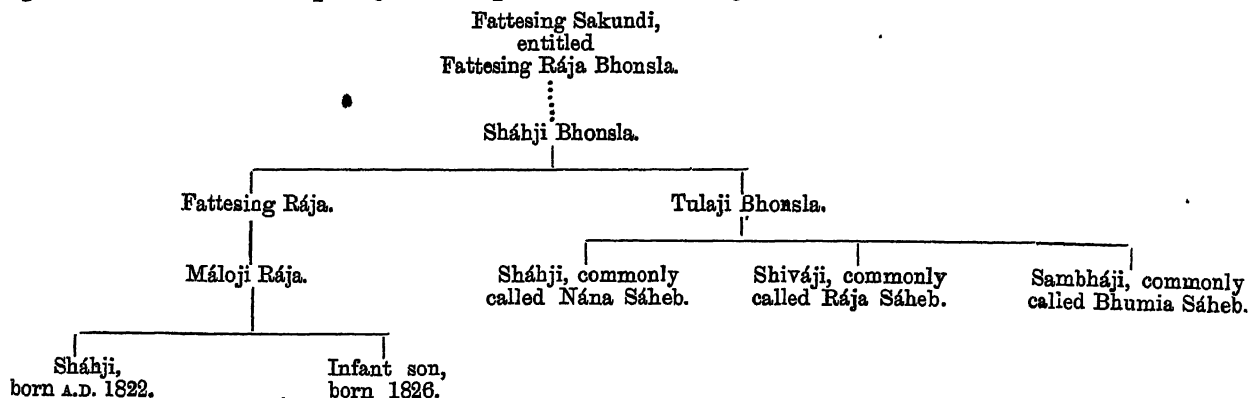 Fattesing Sakundi,
entitled
Fattesing Rája Bhonsla.
Sháhji Bhonsla.
Fattesing Rája.
Tulaji Bhonsla.
Máloji Rája.
Sháhji, commonly
called Nána Sáheb.
Shiváji, commonly
called Rája Sáheb.
Sambháji, commonly
called Bhumia Sáheb.
Sháhji,
born A.D. 1822.
Infant son,
born 1826.